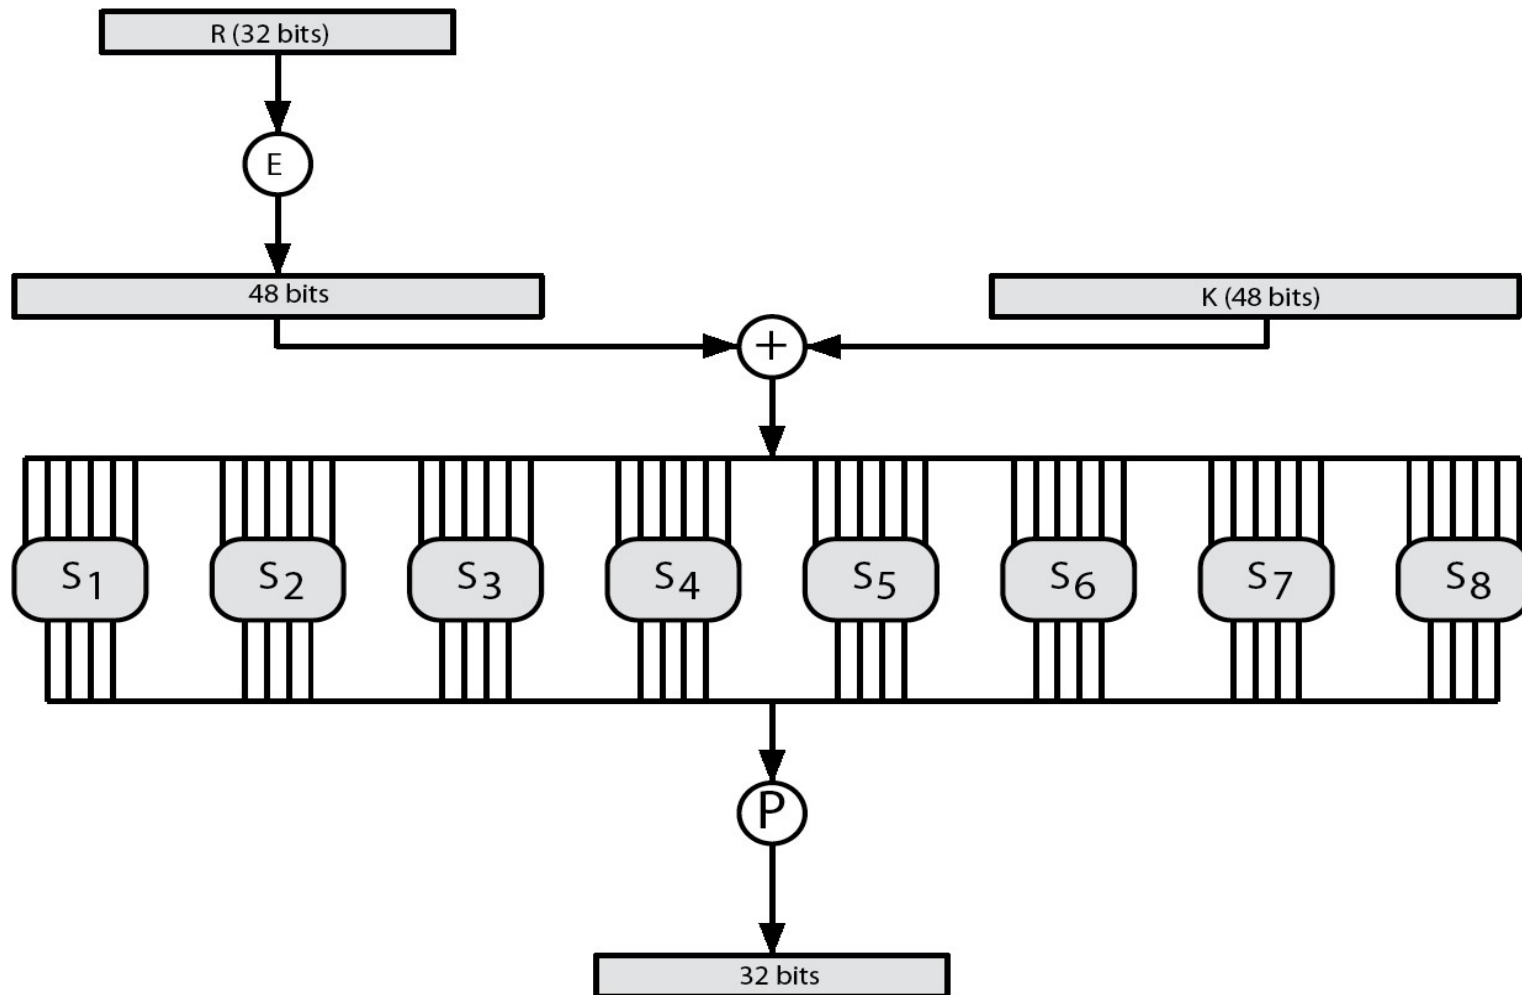 R (32 bits)
E
48 bits
K (48 bits)
+
S1 S2 S3 S4 S5 S6 S7 S8
P
32 bits